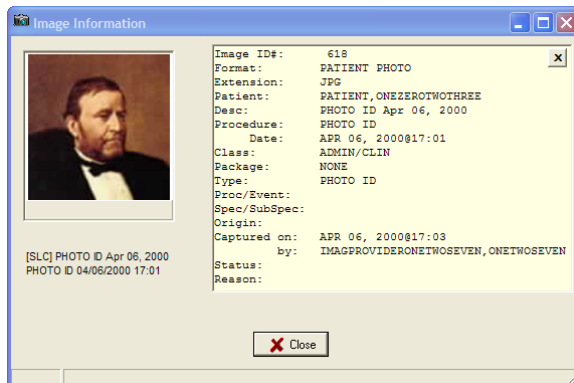 Image Information
Image ID#: 618
Format: PATIENT PHOTO
Extension: JPG
Patient: PATIENT,ONEZEROTWOTHREE
Desc: PHOTO ID Apr 06, 2000
Procedure: PHOTO ID
Date: APR 06, 2000@17:01
Class: ADMIN/CLIN
Package: NONE
Type: PHOTO ID
Proc/Event:
Spec/SubSpec:
Origin:
Captured on: APR 06, 2000@17:03
by: IMAGPROVIDERONETWOSEVEN,ONETWOSEVEN
Status:
Reason:
[SLC] PHOTO ID Apr 06, 2000
PHOTO ID 04/06/2000 17:01
Close